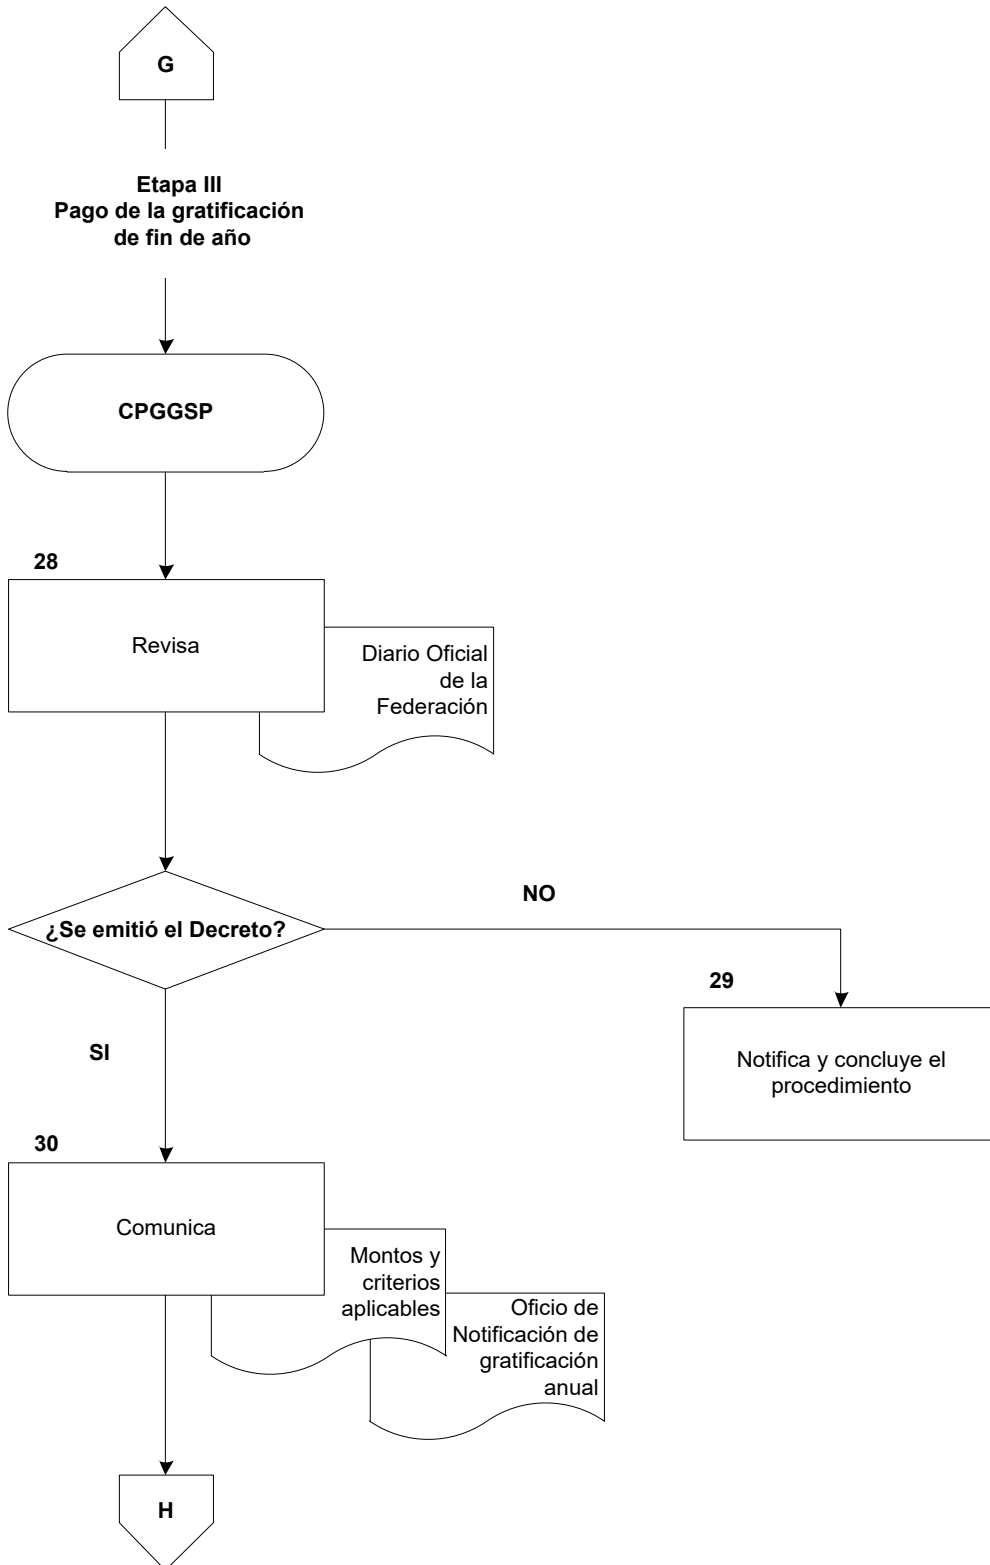 G
Etapa III
Pago de la gratificación
de fin de año
CPGGSP
28
Revisa
Diario Oficial
de la
Federación
¿Se emitió el Decreto?
NO
29
Notifica y concluye el
procedimiento
SI
30
Comunica
Montos y
criterios
aplicables
Oficio de
Notificación de
gratificación
anual
H